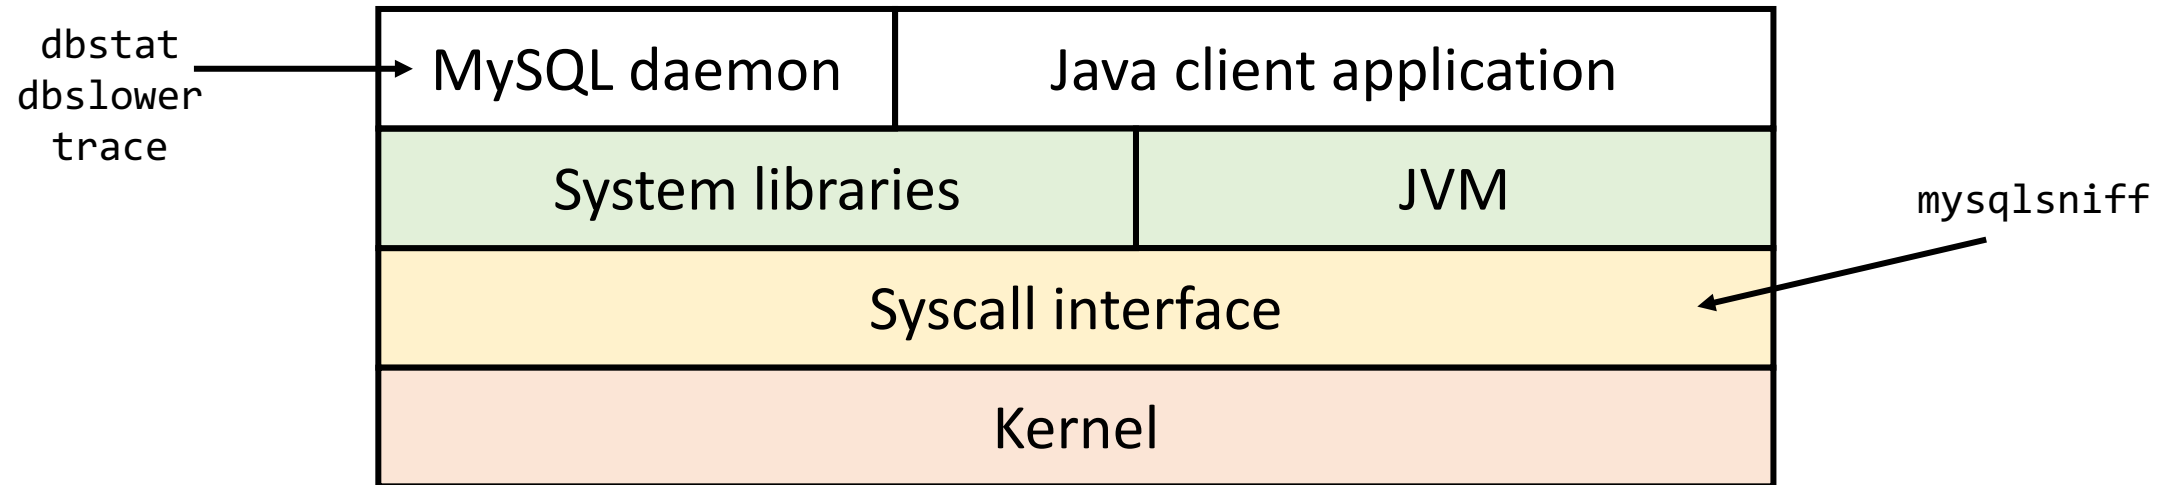 dbstat
dbslower
trace
MySQL daemon
Java client application
System libraries
JVM
mysqlsniff
Syscall interface
Kernel